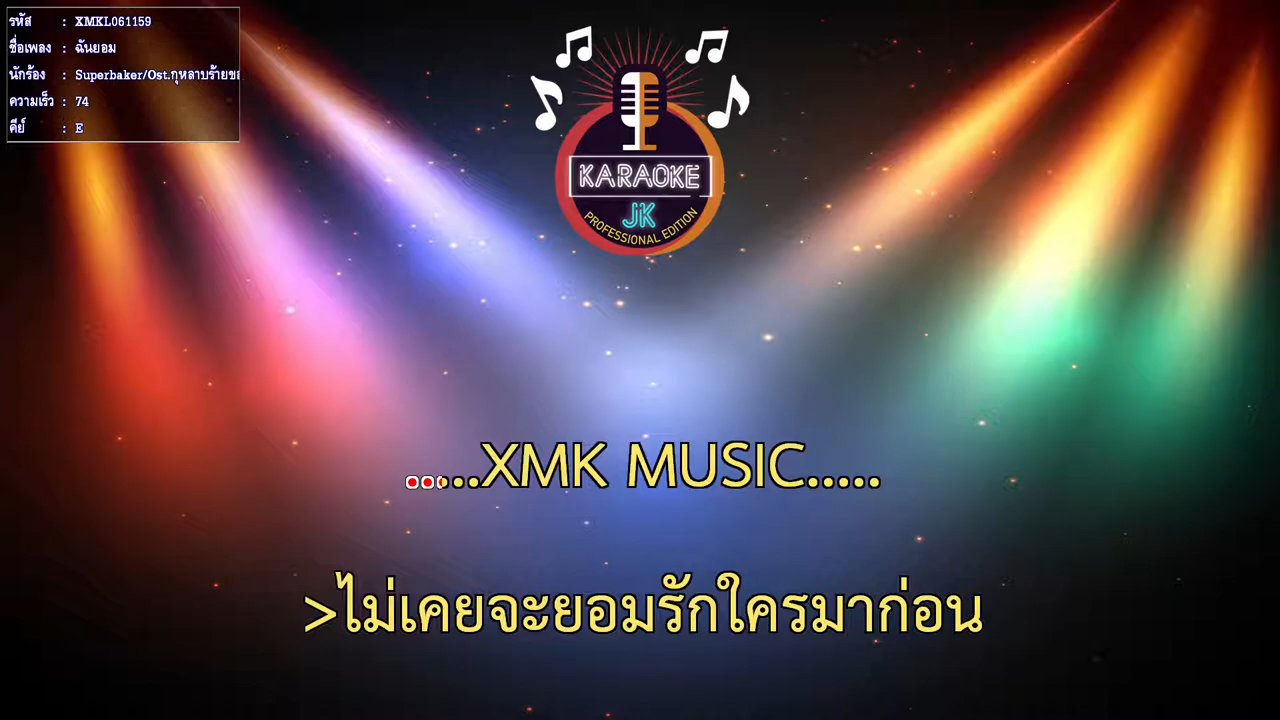 รหัส : XMKL061159
ชื่อเพลง : ฉันยอม
นักร้อง : Superbaker/Ost.กุหลาบร้ายขอ
ความเร็ว : 74
คีย์ : E
KARAOKE
JK
PROFESSIONAL EDITION
.....XMK MUSIC.....
>ไม่เคยจะยอมรักใครมาก่อน